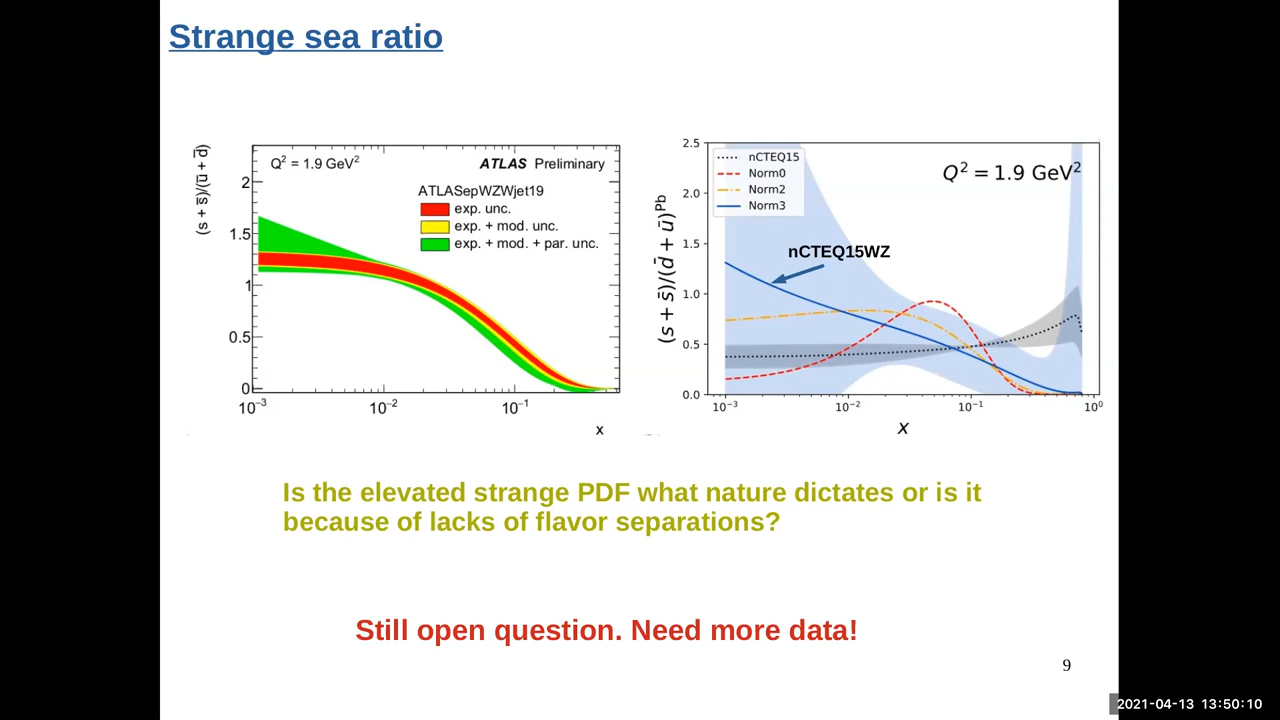 Strange sea ratio
(s + s̅)/(u̅ + d̅)
Q² = 1.9 GeV²
ATLAS Preliminary
ATLASepWZWjet19
exp. unc.
exp. + mod. unc.
exp. + mod. + par. unc.
2
1.5
1
0.5
0
10⁻³ 10⁻² 10⁻¹
x
(s + s̄)/(d̄ + ū)ᴾᵇ
2.5
2.0
1.5
1.0
0.5
0.0
nCTEQ15
Norm0
Norm2
Norm3
Q² = 1.9 GeV²
nCTEQ15WZ
10⁻³ 10⁻² 10⁻¹ 10⁰
x
Is the elevated strange PDF what nature dictates or is it
because of lacks of flavor separations?
Still open question. Need more data!
9
2021-04-13 13:50:10